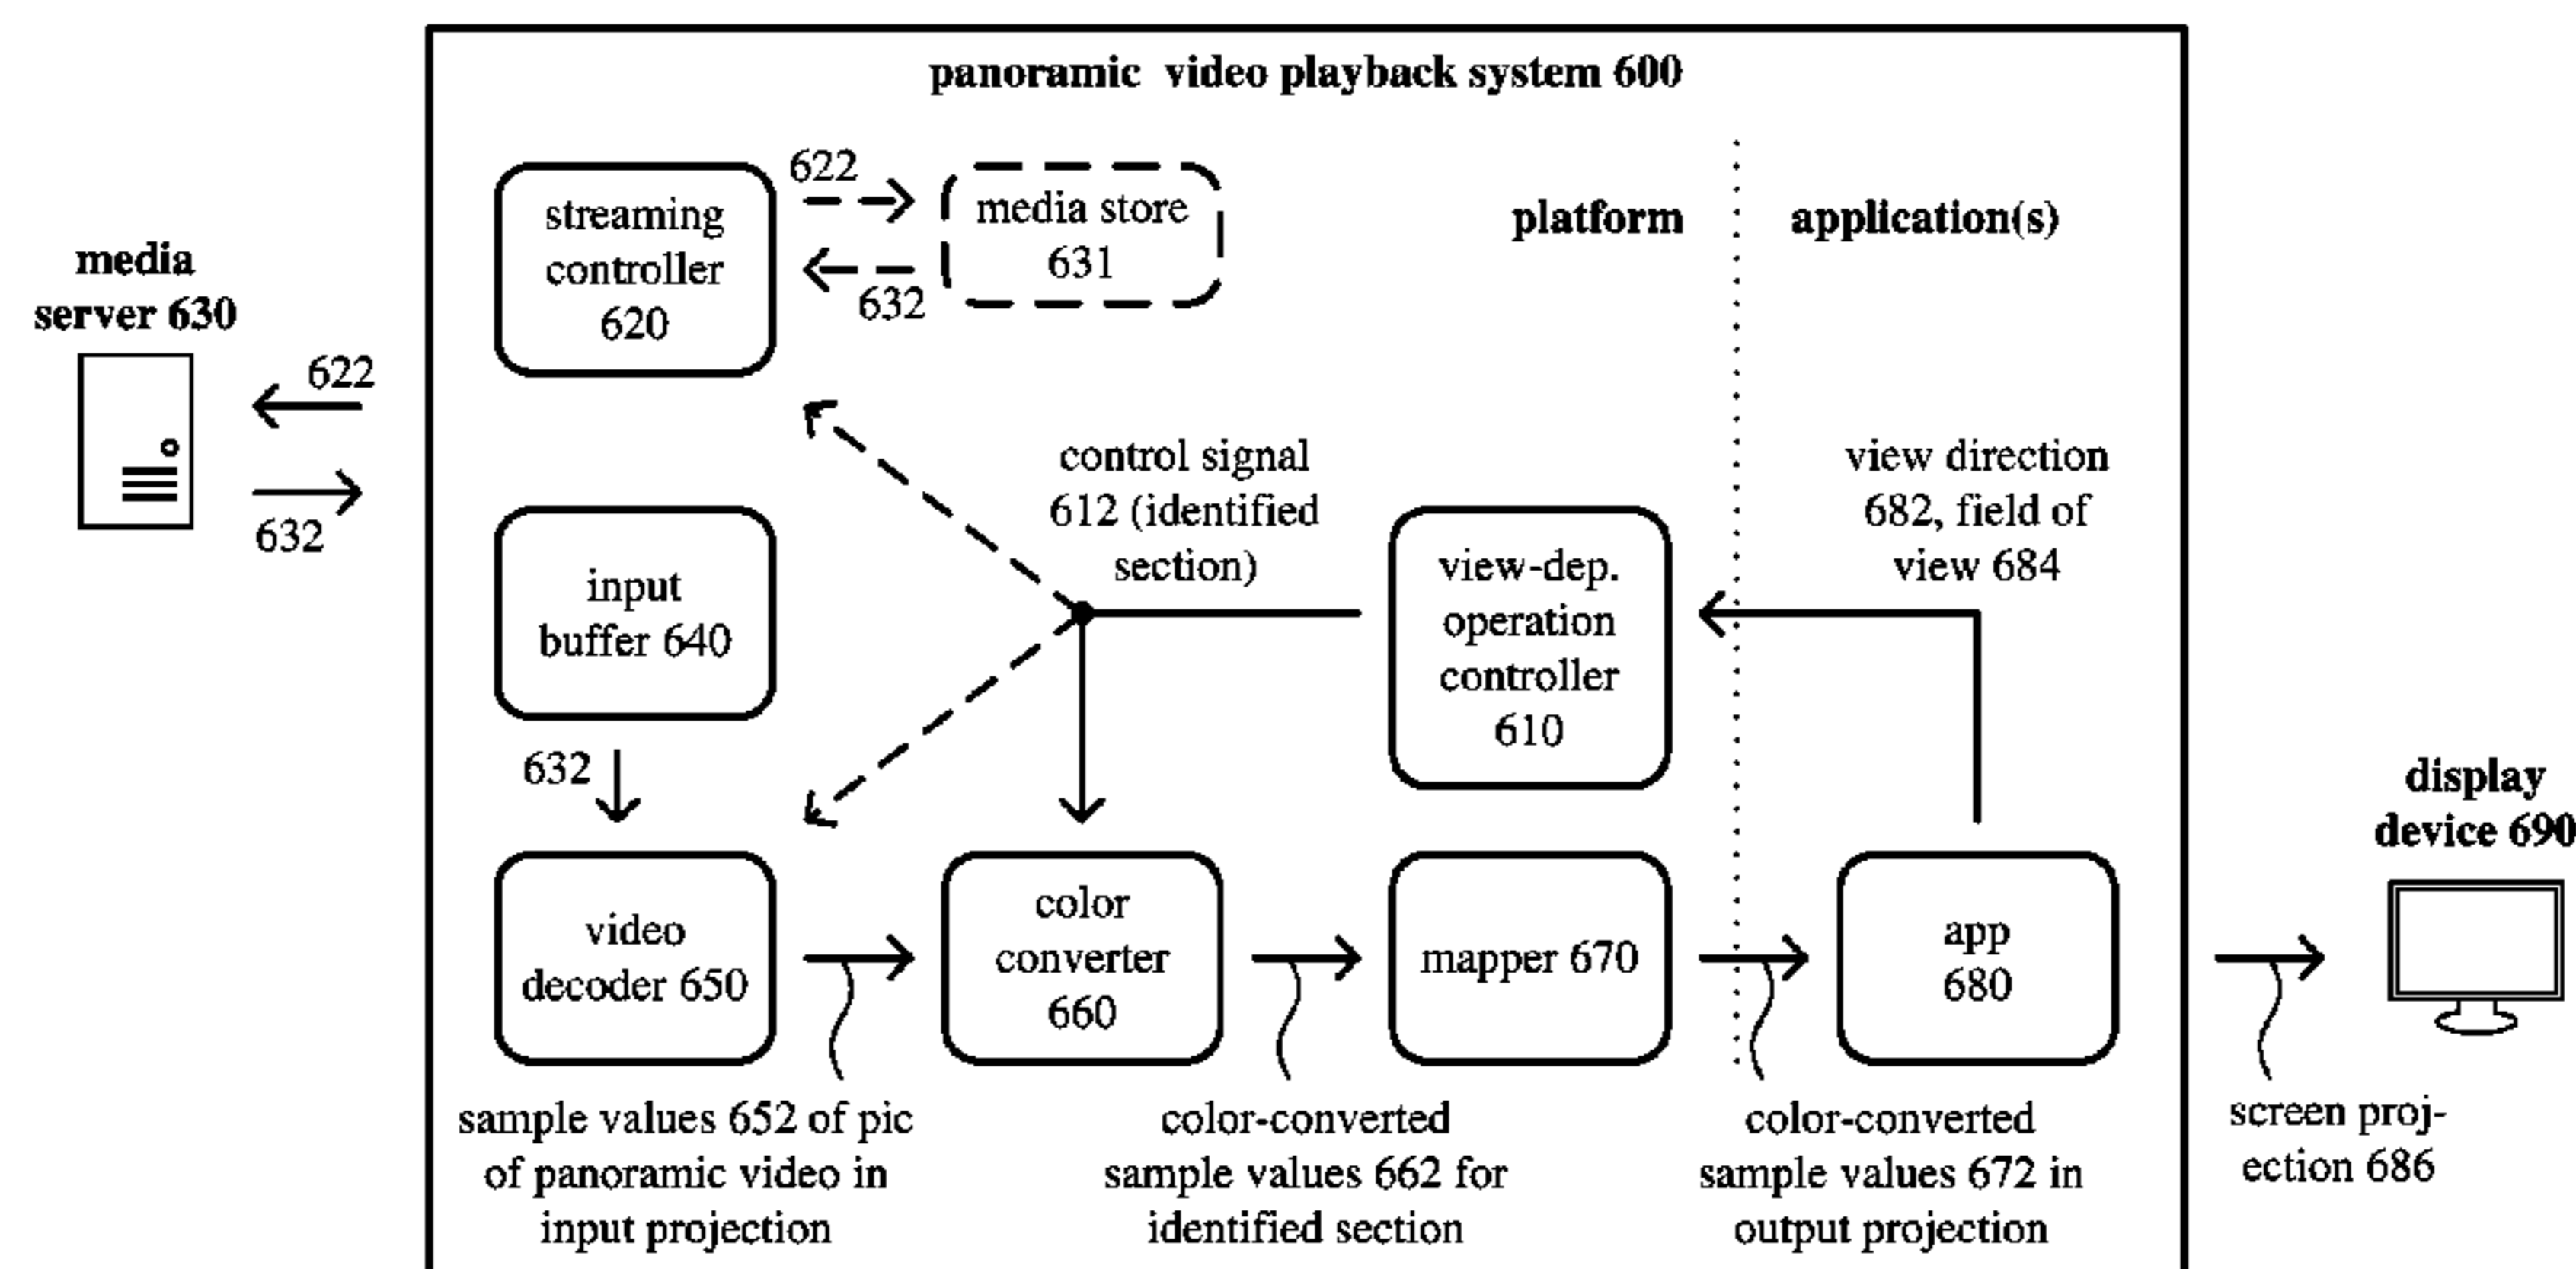 panoramic video playback system 600
media
server 630
622
632
streaming
controller
620
622
632
media store
631
platform
application(s)
control signal
612 (identified
section)
view direction
682, field of
view 684
input
buffer 640
632
view-dep.
operation
controller
610
display
device 690
video
decoder 650
color
converter
660
mapper 670
app
680
sample values 652 of pic
of panoramic video in
input projection
color-converted
sample values 662 for
identified section
color-converted
sample values 672 in
output projection
screen proj-
ection 686